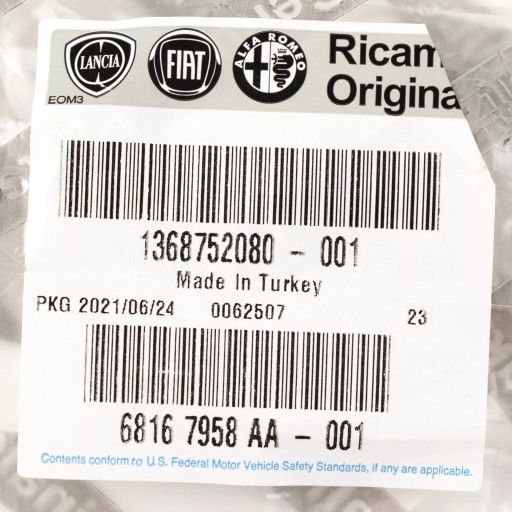 LANCIA FIAT ALFA ROMEO Ricam
Origina
EOM3
1368752080 - 001
Made In Turkey
PKG 2021/06/24 0062507 23
6816 7958 AA - 001
Contents conform to U.S. Federal Motor Vehicle Safety Standards, if any are applicable.